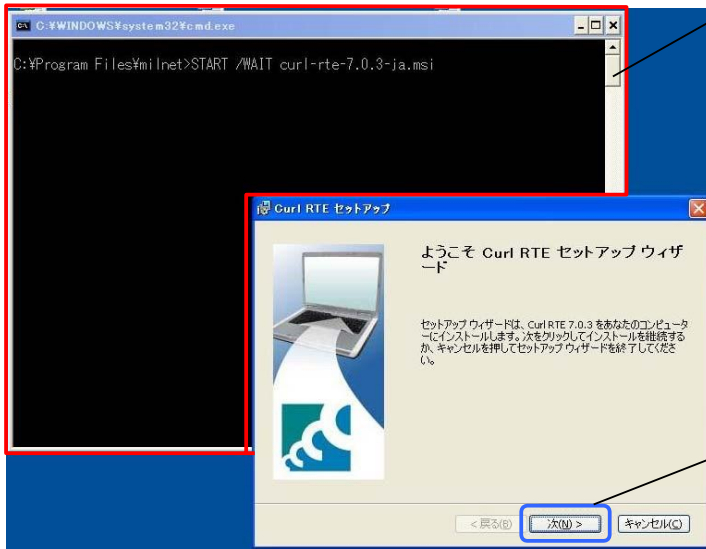 C:¥WINDOWS¥system32¥cmd.exe
C:¥Program Files¥milnet>START /WAIT curl-rte-7.0.3-ja.msi
Curl RTE セットアップ
ようこそ Curl RTE セットアップ ウィザ
ード
セットアップ ウィザードは、Curl RTE 7.0.3 をあなたのコンピュータ
ーにインストールします。次をクリックしてインストールを継続する
か、キャンセルを押してセットアップ ウィザードを終了してくださ
い。
< 戻る(B)
次(N) >
キャンセル(C)